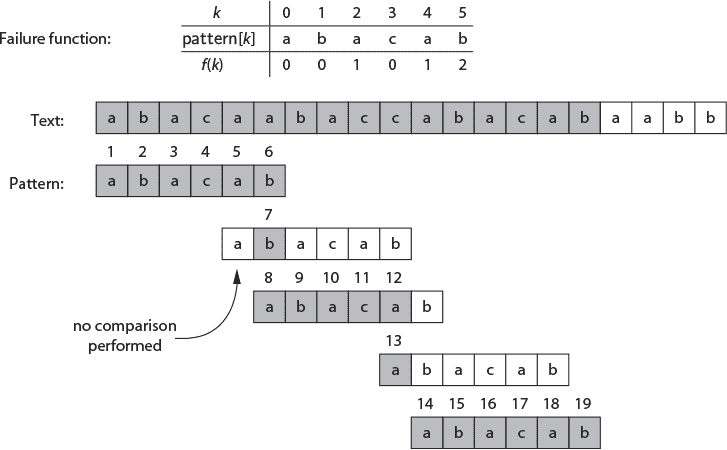 k 0 1 2 3 4 5
Failure function: pattern[k] a b a c a b
f(k) 0 0 1 0 1 2
Text: a b a c a a b a c c a b a c a b a a b b
1 2 3 4 5 6
Pattern: a b a c a b
7
a b a c a b
8 9 10 11 12
a b a c a b
no comparison
performed
13
a b a c a b
14 15 16 17 18 19
a b a c a b